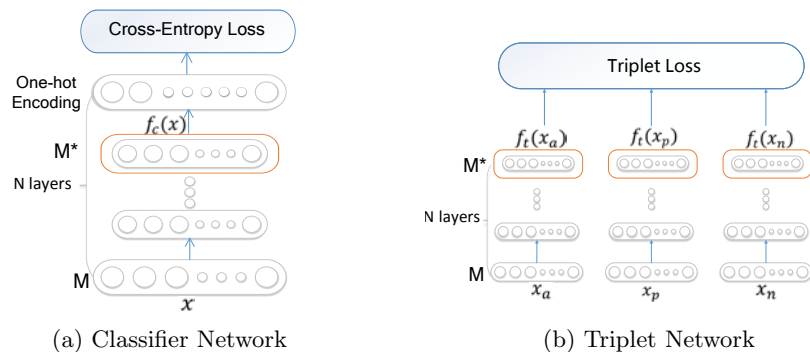 Cross-Entropy Loss
One-hot
Encoding
f_c(x)
M*
N layers
M
x
(a) Classifier Network
Triplet Loss
f_t(x_a)
f_t(x_p)
f_t(x_n)
M*
N layers
M
x_a
x_p
x_n
(b) Triplet Network